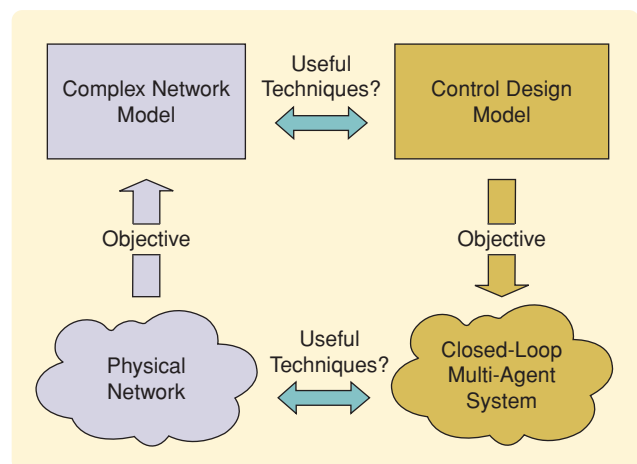 Complex Network
Model
Useful
Techniques?
Control Design
Model
Objective
Objective
Physical
Network
Useful
Techniques?
Closed-Loop
Multi-Agent
System